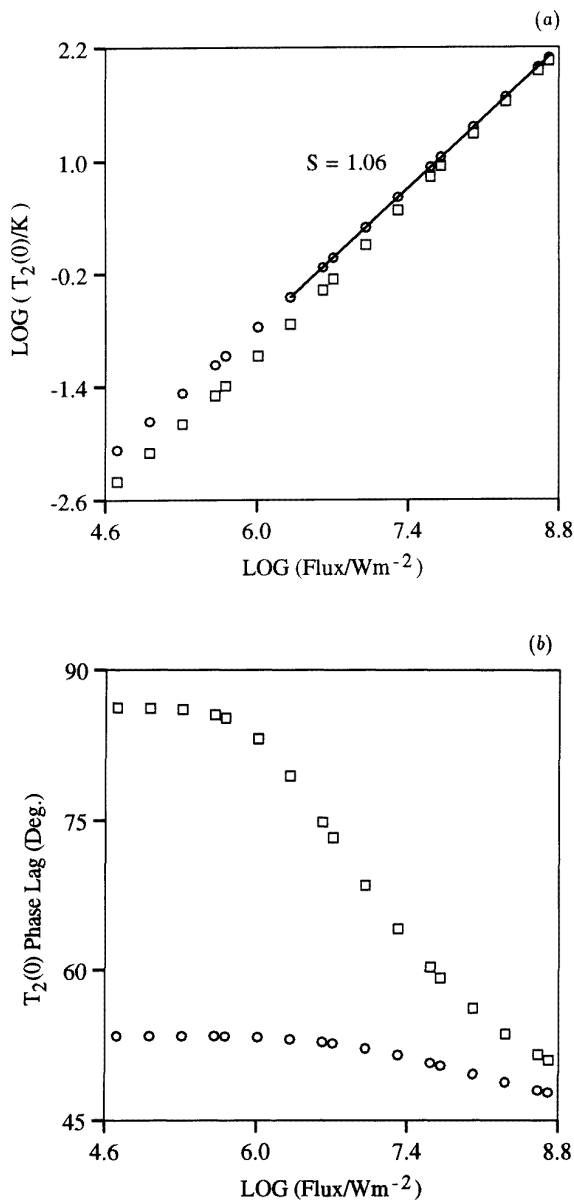 (a)
2.2
1.0
-0.2
-1.4
-2.6
LOG ( T₂(0)/K )
S = 1.06
4.6 6.0 7.4 8.8
LOG (Flux/Wm⁻²)
(b)
90
75
60
45
T₂(0) Phase Lag (Deg.)
4.6 6.0 7.4 8.8
LOG (Flux/Wm⁻²)